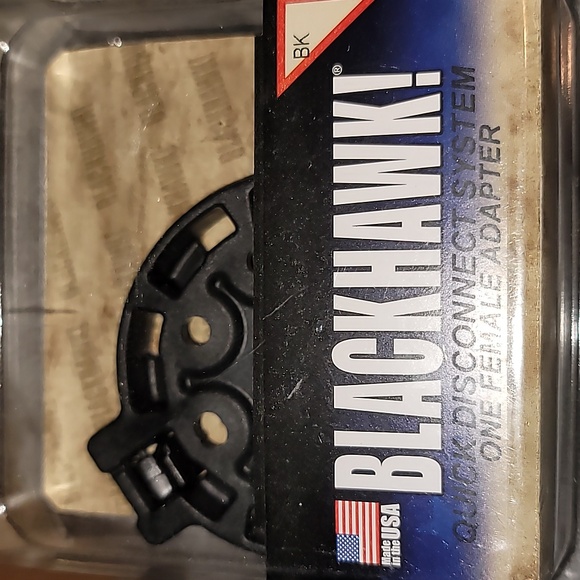 BK
BLACKHAWK!®
Made
in the USA
QUICK DISCONNECT SYSTEM
ONE FEMALE ADAPTER